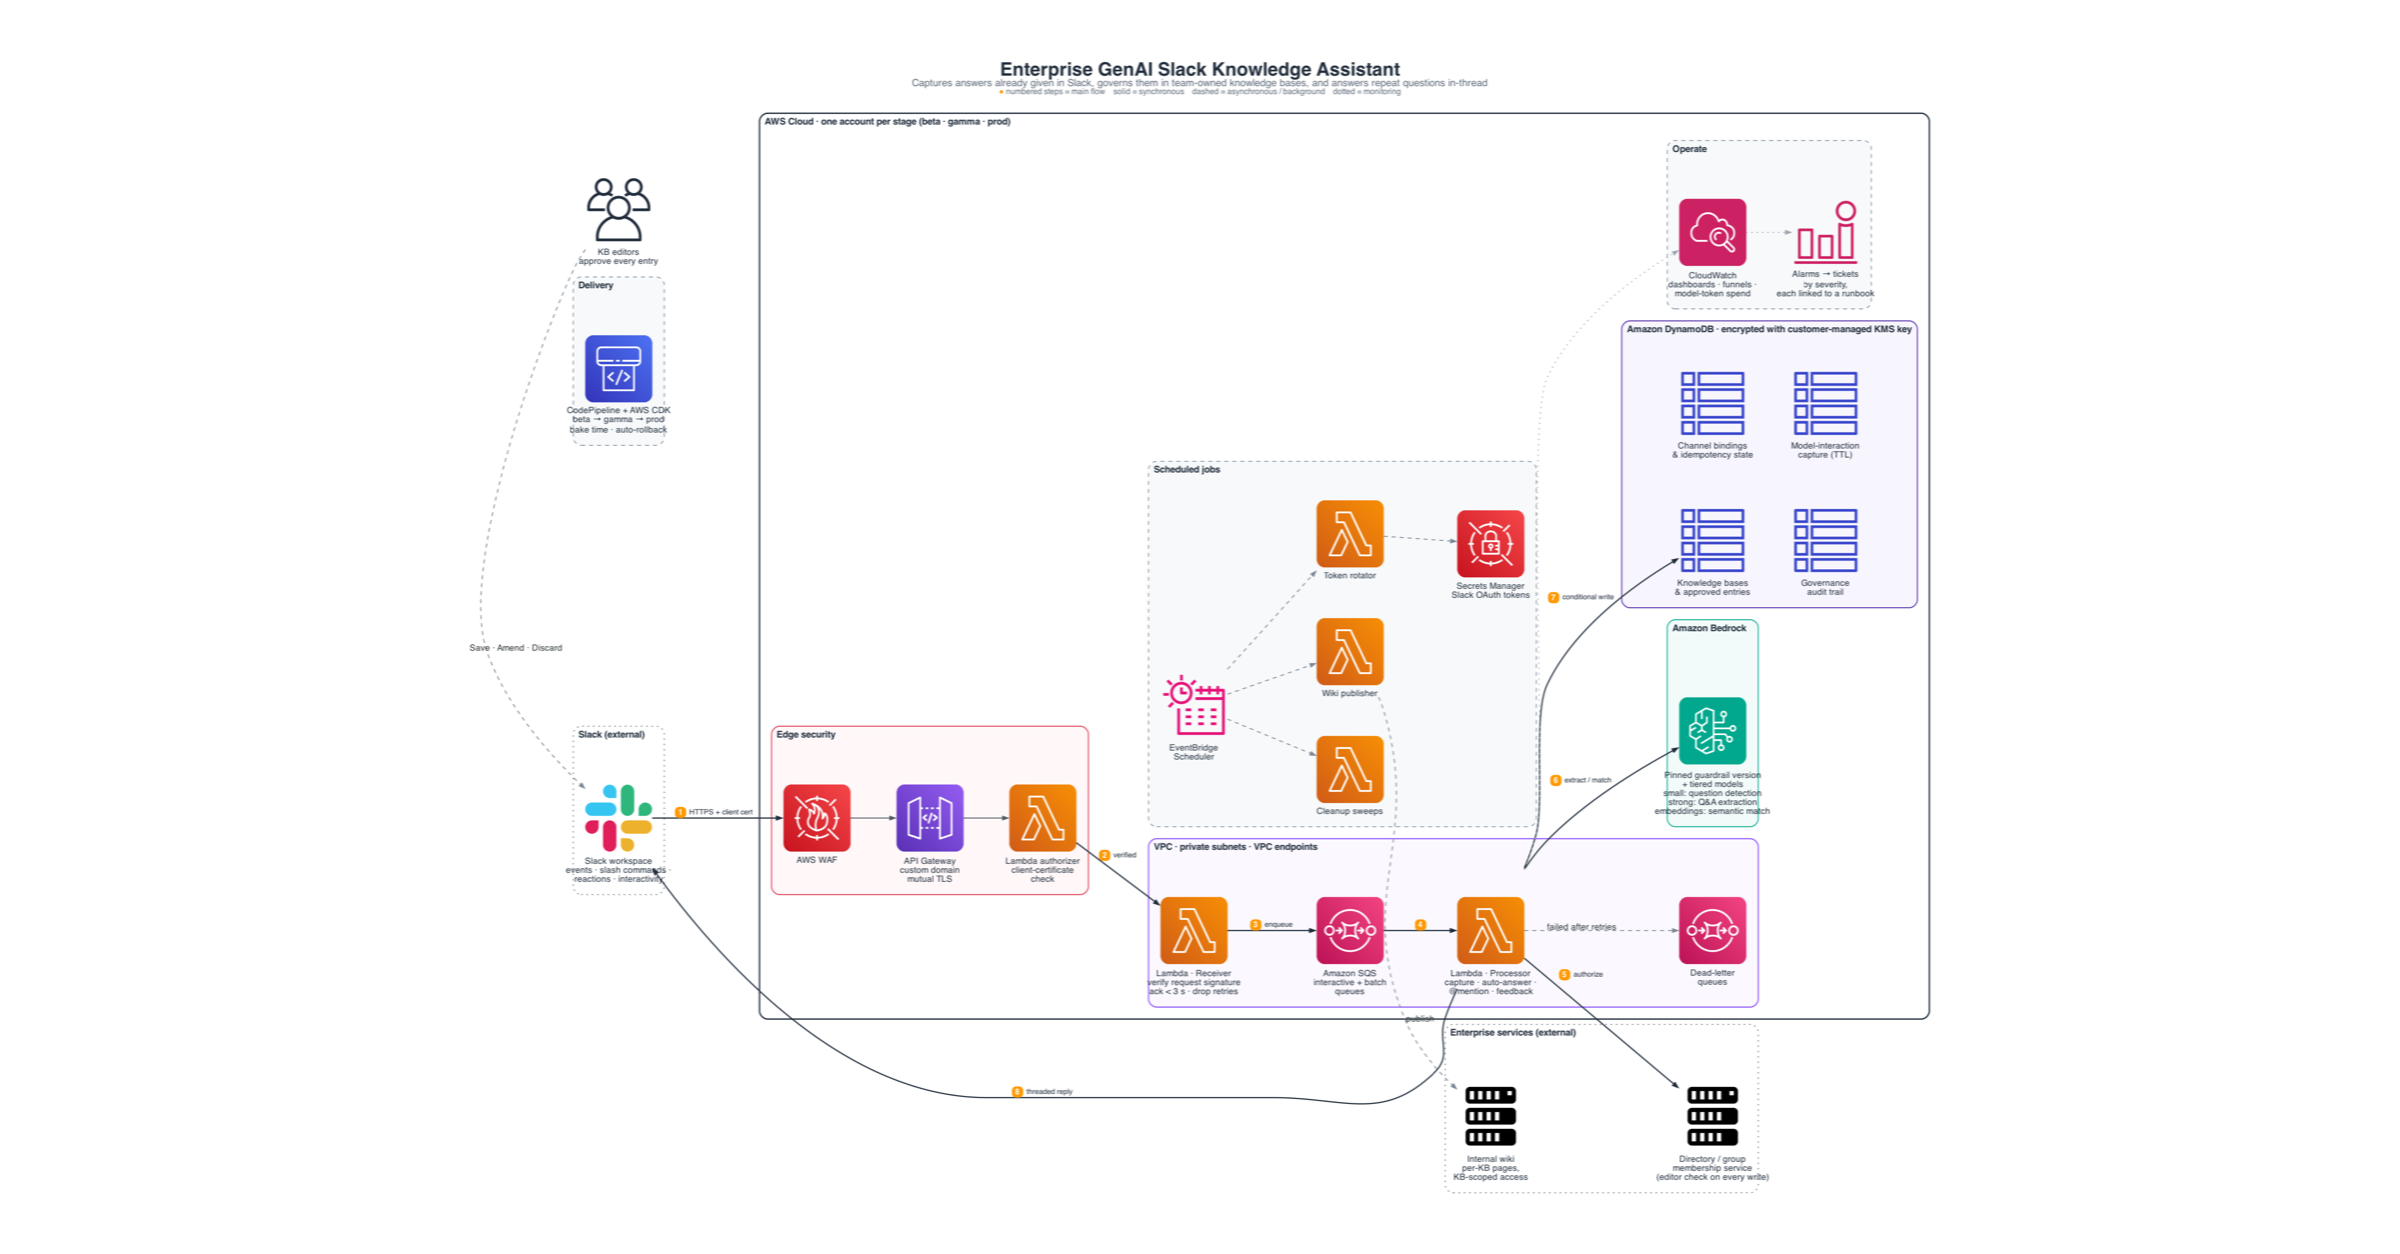 Enterprise GenAI Slack Knowledge Assistant
Captures answers already given in Slack, governs them in team-owned knowledge bases, and answers repeat questions in-thread
● numbered steps = main flow solid = synchronous dashed = asynchronous / background dotted = monitoring
AWS Cloud · one account per stage (beta · gamma · prod)
Operate
CloudWatch
dashboards · funnels ·
model-token spend
Alarms → tickets
by severity,
each linked to a runbook
KB editors
approve every entry
Delivery
CodePipeline + AWS CDK
beta → gamma → prod
bake time · auto-rollback
Amazon DynamoDB · encrypted with customer-managed KMS key
Channel bindings
& idempotency state
Model-interaction
capture (TTL)
Knowledge bases
& approved entries
Governance
audit trail
Scheduled jobs
Token rotator
Secrets Manager
Slack OAuth tokens
Wiki publisher
EventBridge
Scheduler
Cleanup sweeps
7 conditional write
Amazon Bedrock
Pinned guardrail version
+ tiered models
small: question detection
strong: Q&A extraction
embeddings: semantic match
6 extract / match
Save · Amend · Discard
Slack (external)
Slack workspace
events · slash commands ·
reactions · interactivity
1 HTTPS + client cert
Edge security
AWS WAF
API Gateway
custom domain
mutual TLS
Lambda authorizer
client-certificate
check
2 verified
VPC · private subnets · VPC endpoints
Lambda · Receiver
verify request signature
ack < 3 s · drop retries
3 enqueue
Amazon SQS
interactive + batch
queues
4
Lambda · Processor
capture · auto-answer ·
@mention · feedback
failed after retries
Dead-letter
queues
5 authorize
publish
8 threaded reply
Enterprise services (external)
Internal wiki
per-KB pages,
KB-scoped access
Directory / group
membership service
(editor check on every write)